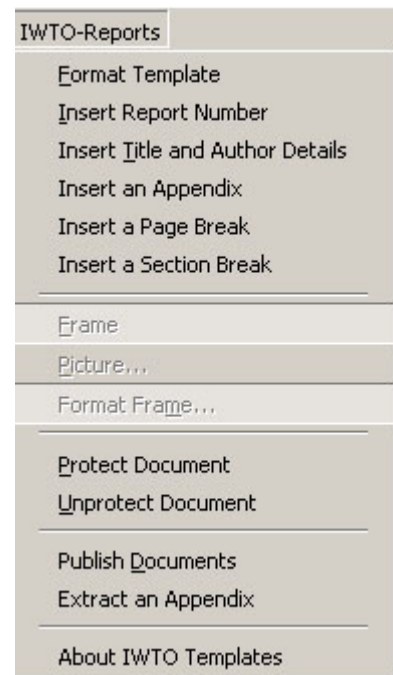 IWTO-Reports
Format Template
Insert Report Number
Insert Title and Author Details
Insert an Appendix
Insert a Page Break
Insert a Section Break
Frame
Picture...
Format Frame...
Protect Document
Unprotect Document
Publish Documents
Extract an Appendix
About IWTO Templates